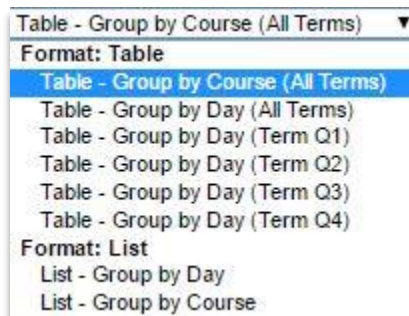 Table - Group by Course (All Terms)
Format: Table
Table - Group by Course (All Terms)
Table - Group by Day (All Terms)
Table - Group by Day (Term Q1)
Table - Group by Day (Term Q2)
Table - Group by Day (Term Q3)
Table - Group by Day (Term Q4)
Format: List
List - Group by Day
List - Group by Course